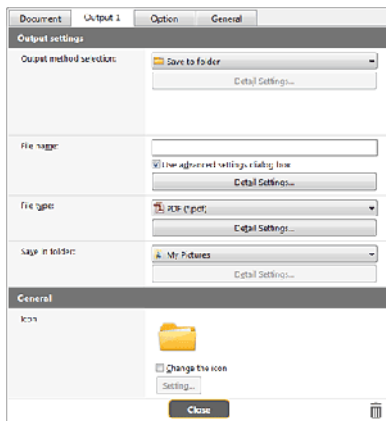 Document Output 1 Option General
Output settings
Output method selection: Save to folder
Detail Settings...
File name:
Use advanced settings dialog box
Detail Settings...
File type: PDF (*.pdf)
Detail Settings...
Save in folder: My Pictures
Detail Settings...
General
Icon
Change the icon
Setting...
Close